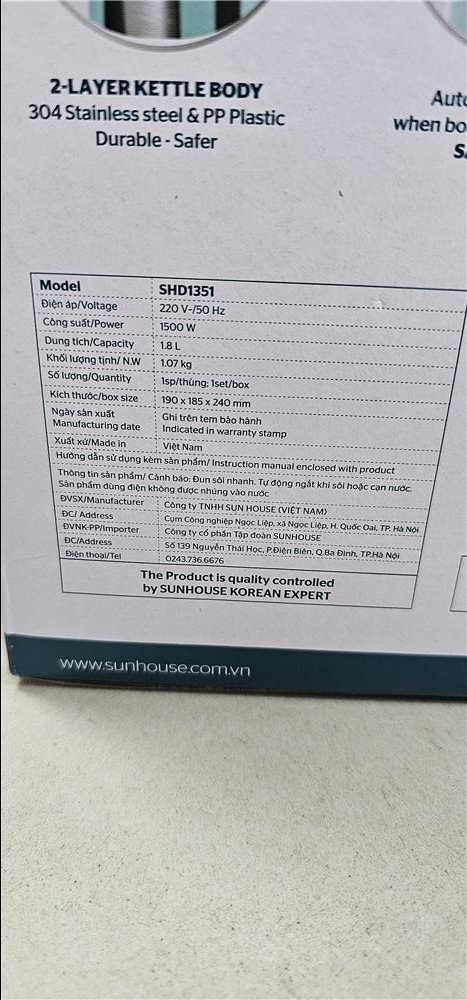 2-LAYER KETTLE BODY
304 Stainless steel & PP Plastic
Durable - Safer
Auto
when bo
Model SHD1351
Điện áp/Voltage 220 V~/50 Hz
Công suất/Power 1500 W
Dung tích/Capacity 1.8 L
Khối lượng tịnh/ N.W 1.07 kg
Số lượng/Quantity 1sp/thùng; 1set/box
Kích thước/box size 190 x 185 x 240 mm
Ngày sản xuất Ghi trên tem bảo hành
Manufacturing date Indicated in warranty stamp
Xuất xứ/Made in Việt Nam
Hướng dẫn sử dụng kèm sản phẩm/ Instruction manual enclosed with product
Thông tin sản phẩm/ Cảnh báo: Đun sôi nhanh. Tự động ngắt khi sôi hoặc cạn nước.
Sản phẩm dùng điện không được nhúng vào nước
ĐVSX/Manufacturer Công ty TNHH SUN HOUSE (VIỆT NAM)
ĐC/ Address Cụm Công nghiệp Ngọc Liệp, xã Ngọc Liệp, H. Quốc Oai, TP. Hà Nội
ĐVNK-PP/Importer Công ty cổ phần Tập đoàn SUNHOUSE
ĐC/Address Số 139 Nguyễn Thái Học, P.Điện Biên, Q.Ba Đình, TP.Hà Nội
Điện thoại/Tel 0243.736.6676
The Product is quality controlled
by SUNHOUSE KOREAN EXPERT
www.sunhouse.com.vn